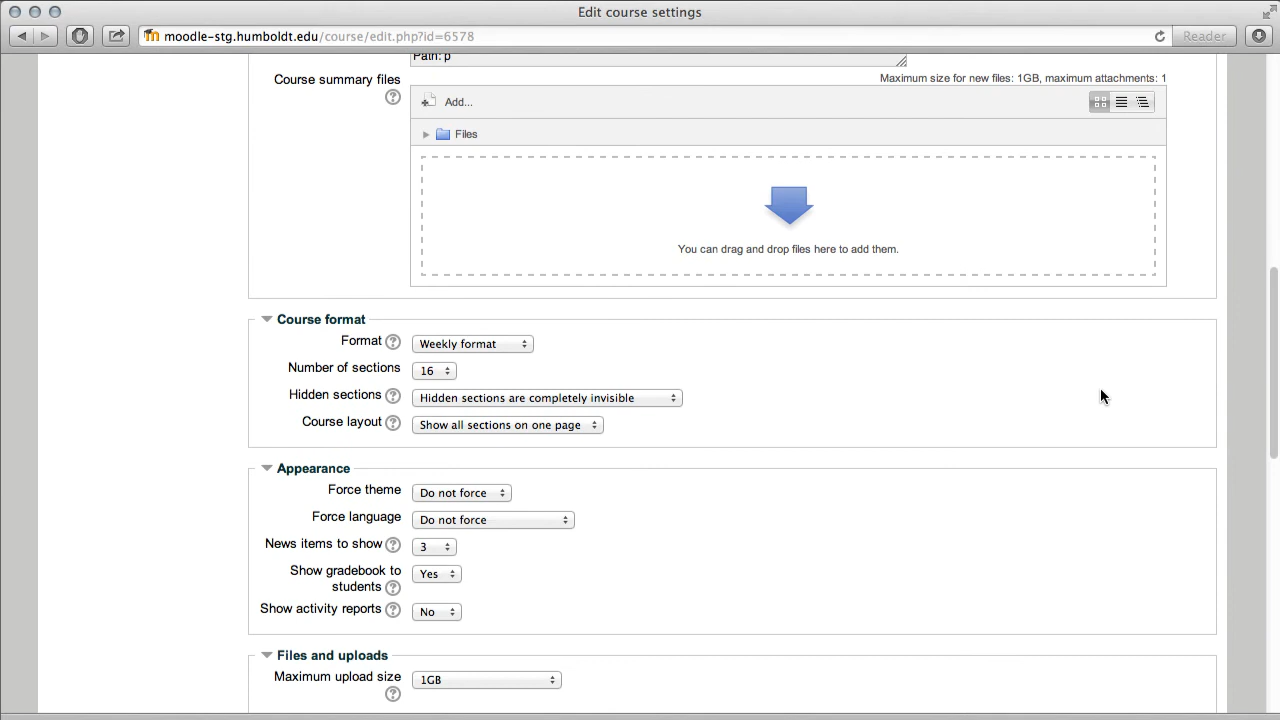 Edit course settings
moodle-stg.humboldt.edu/course/edit.php?id=6578
Reader
Path: p
Course summary files
Maximum size for new files: 1GB, maximum attachments: 1
Add...
Files
You can drag and drop files here to add them.
Course format
Format Weekly format
Number of sections 16
Hidden sections Hidden sections are completely invisible
Course layout Show all sections on one page
Appearance
Force theme Do not force
Force language Do not force
News items to show 3
Show gradebook to Yes
students
Show activity reports No
Files and uploads
Maximum upload size 1GB